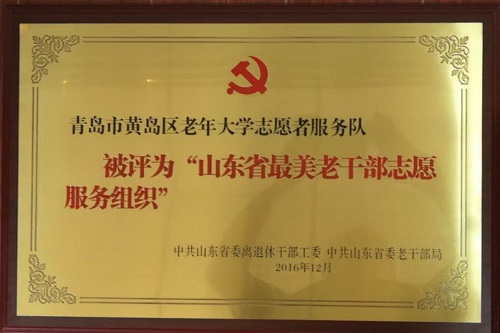 青岛市黄岛区老年大学志愿者服务队
被评为“山东省最美老干部志愿
服务组织”
中共山东省委离退休干部工委 中共山东省委老干部局
2016年12月